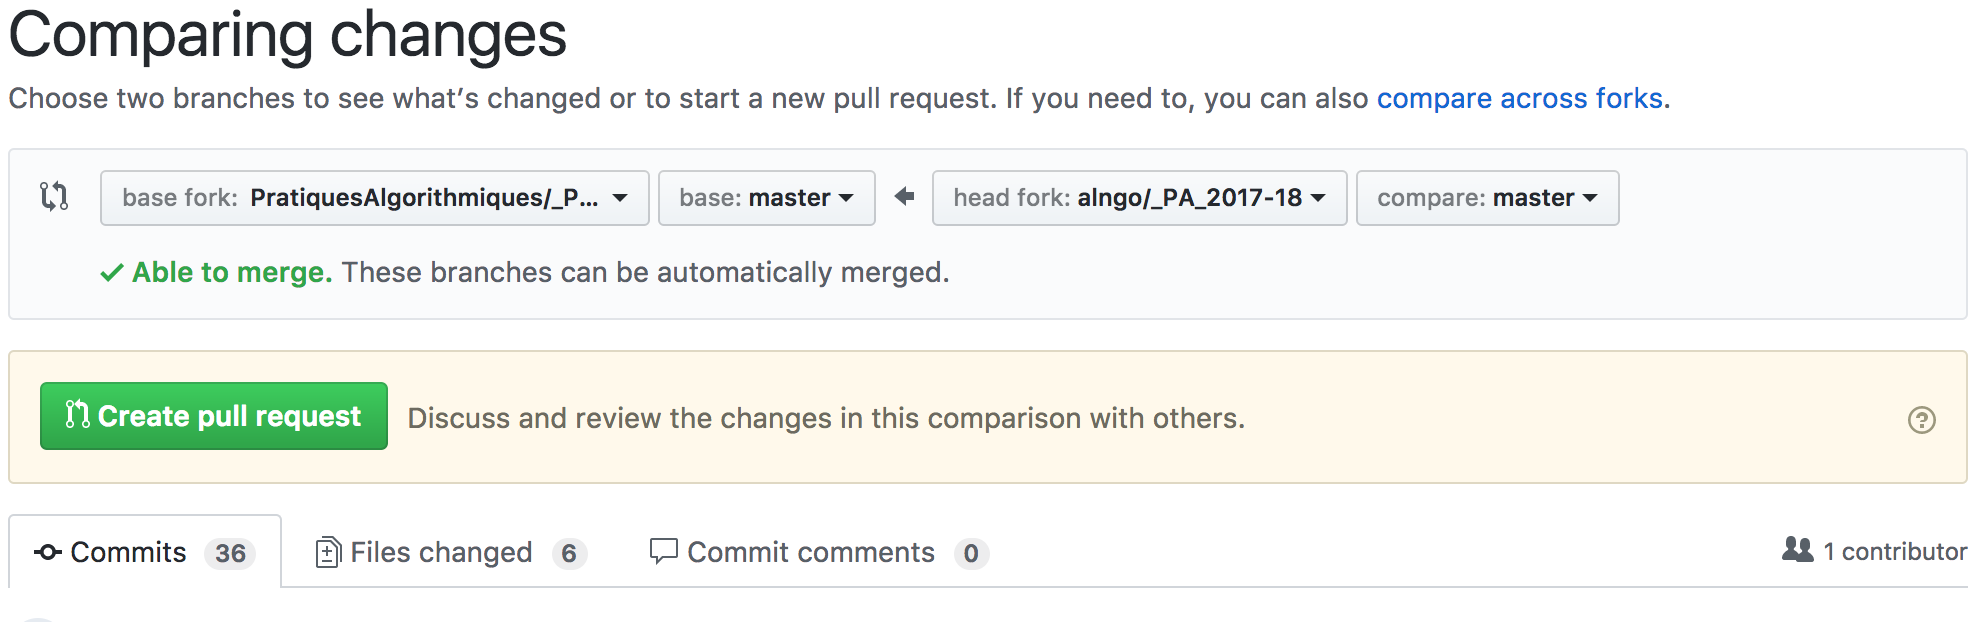 Comparing changes
Choose two branches to see what’s changed or to start a new pull request. If you need to, you can also compare across forks.
base fork: PratiquesAlgorithmiques/_P... base: master head fork: alngo/_PA_2017-18 compare: master
Able to merge. These branches can be automatically merged.
Create pull request Discuss and review the changes in this comparison with others.
Commits 36 Files changed 6 Commit comments 0 1 contributor